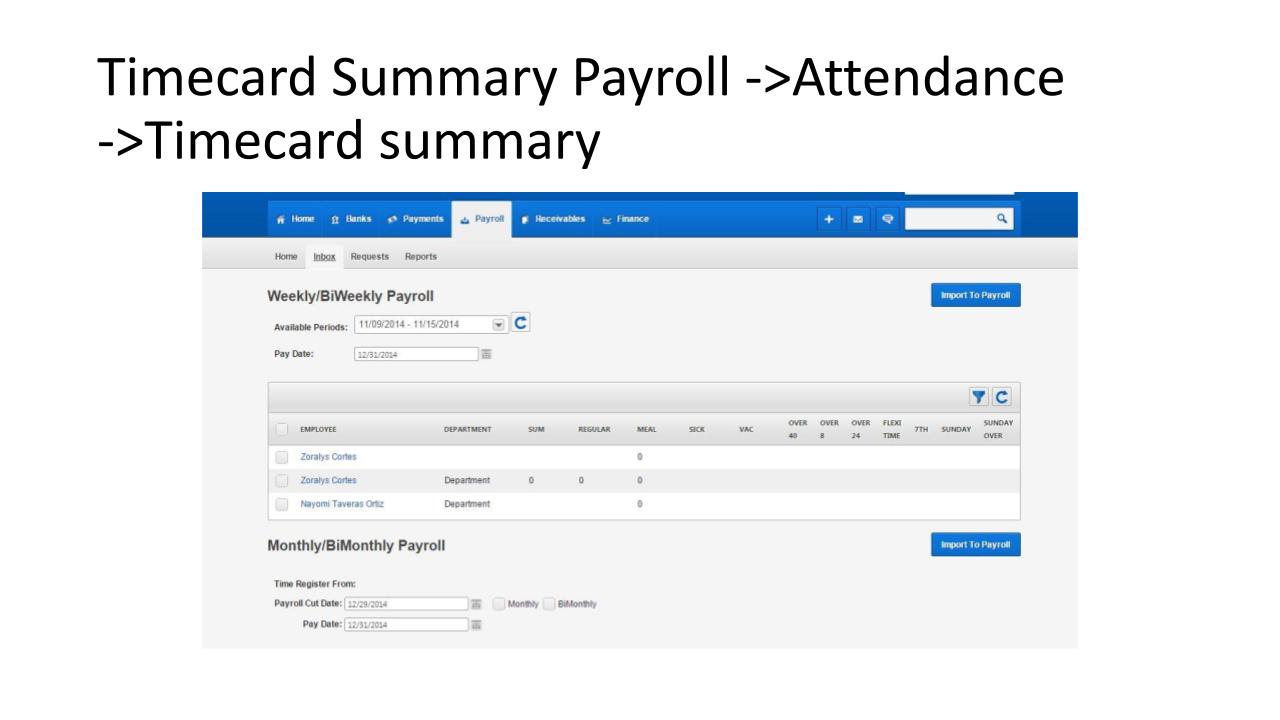 Timecard Summary Payroll ->Attendance
->Timecard summary
Home Banks Payments Payroll Receivables Finance
Home Inbox Requests Reports
Weekly/BiWeekly Payroll Import To Payroll
Available Periods: 11/09/2014 - 11/15/2014
Pay Date: 12/31/2014
EMPLOYEE DEPARTMENT SUM REGULAR MEAL SICK VAC OVER 40 OVER 8 OVER 24 FLEXI TIME 7TH SUNDAY SUNDAY OVER
Zoralys Cortes 0
Zoralys Cortes Department 0 0 0
Nayomi Taveras Ortiz Department 0
Monthly/BiMonthly Payroll Import To Payroll
Time Register From:
Payroll Cut Date: 12/29/2014 Monthly BiMonthly
Pay Date: 12/31/2014